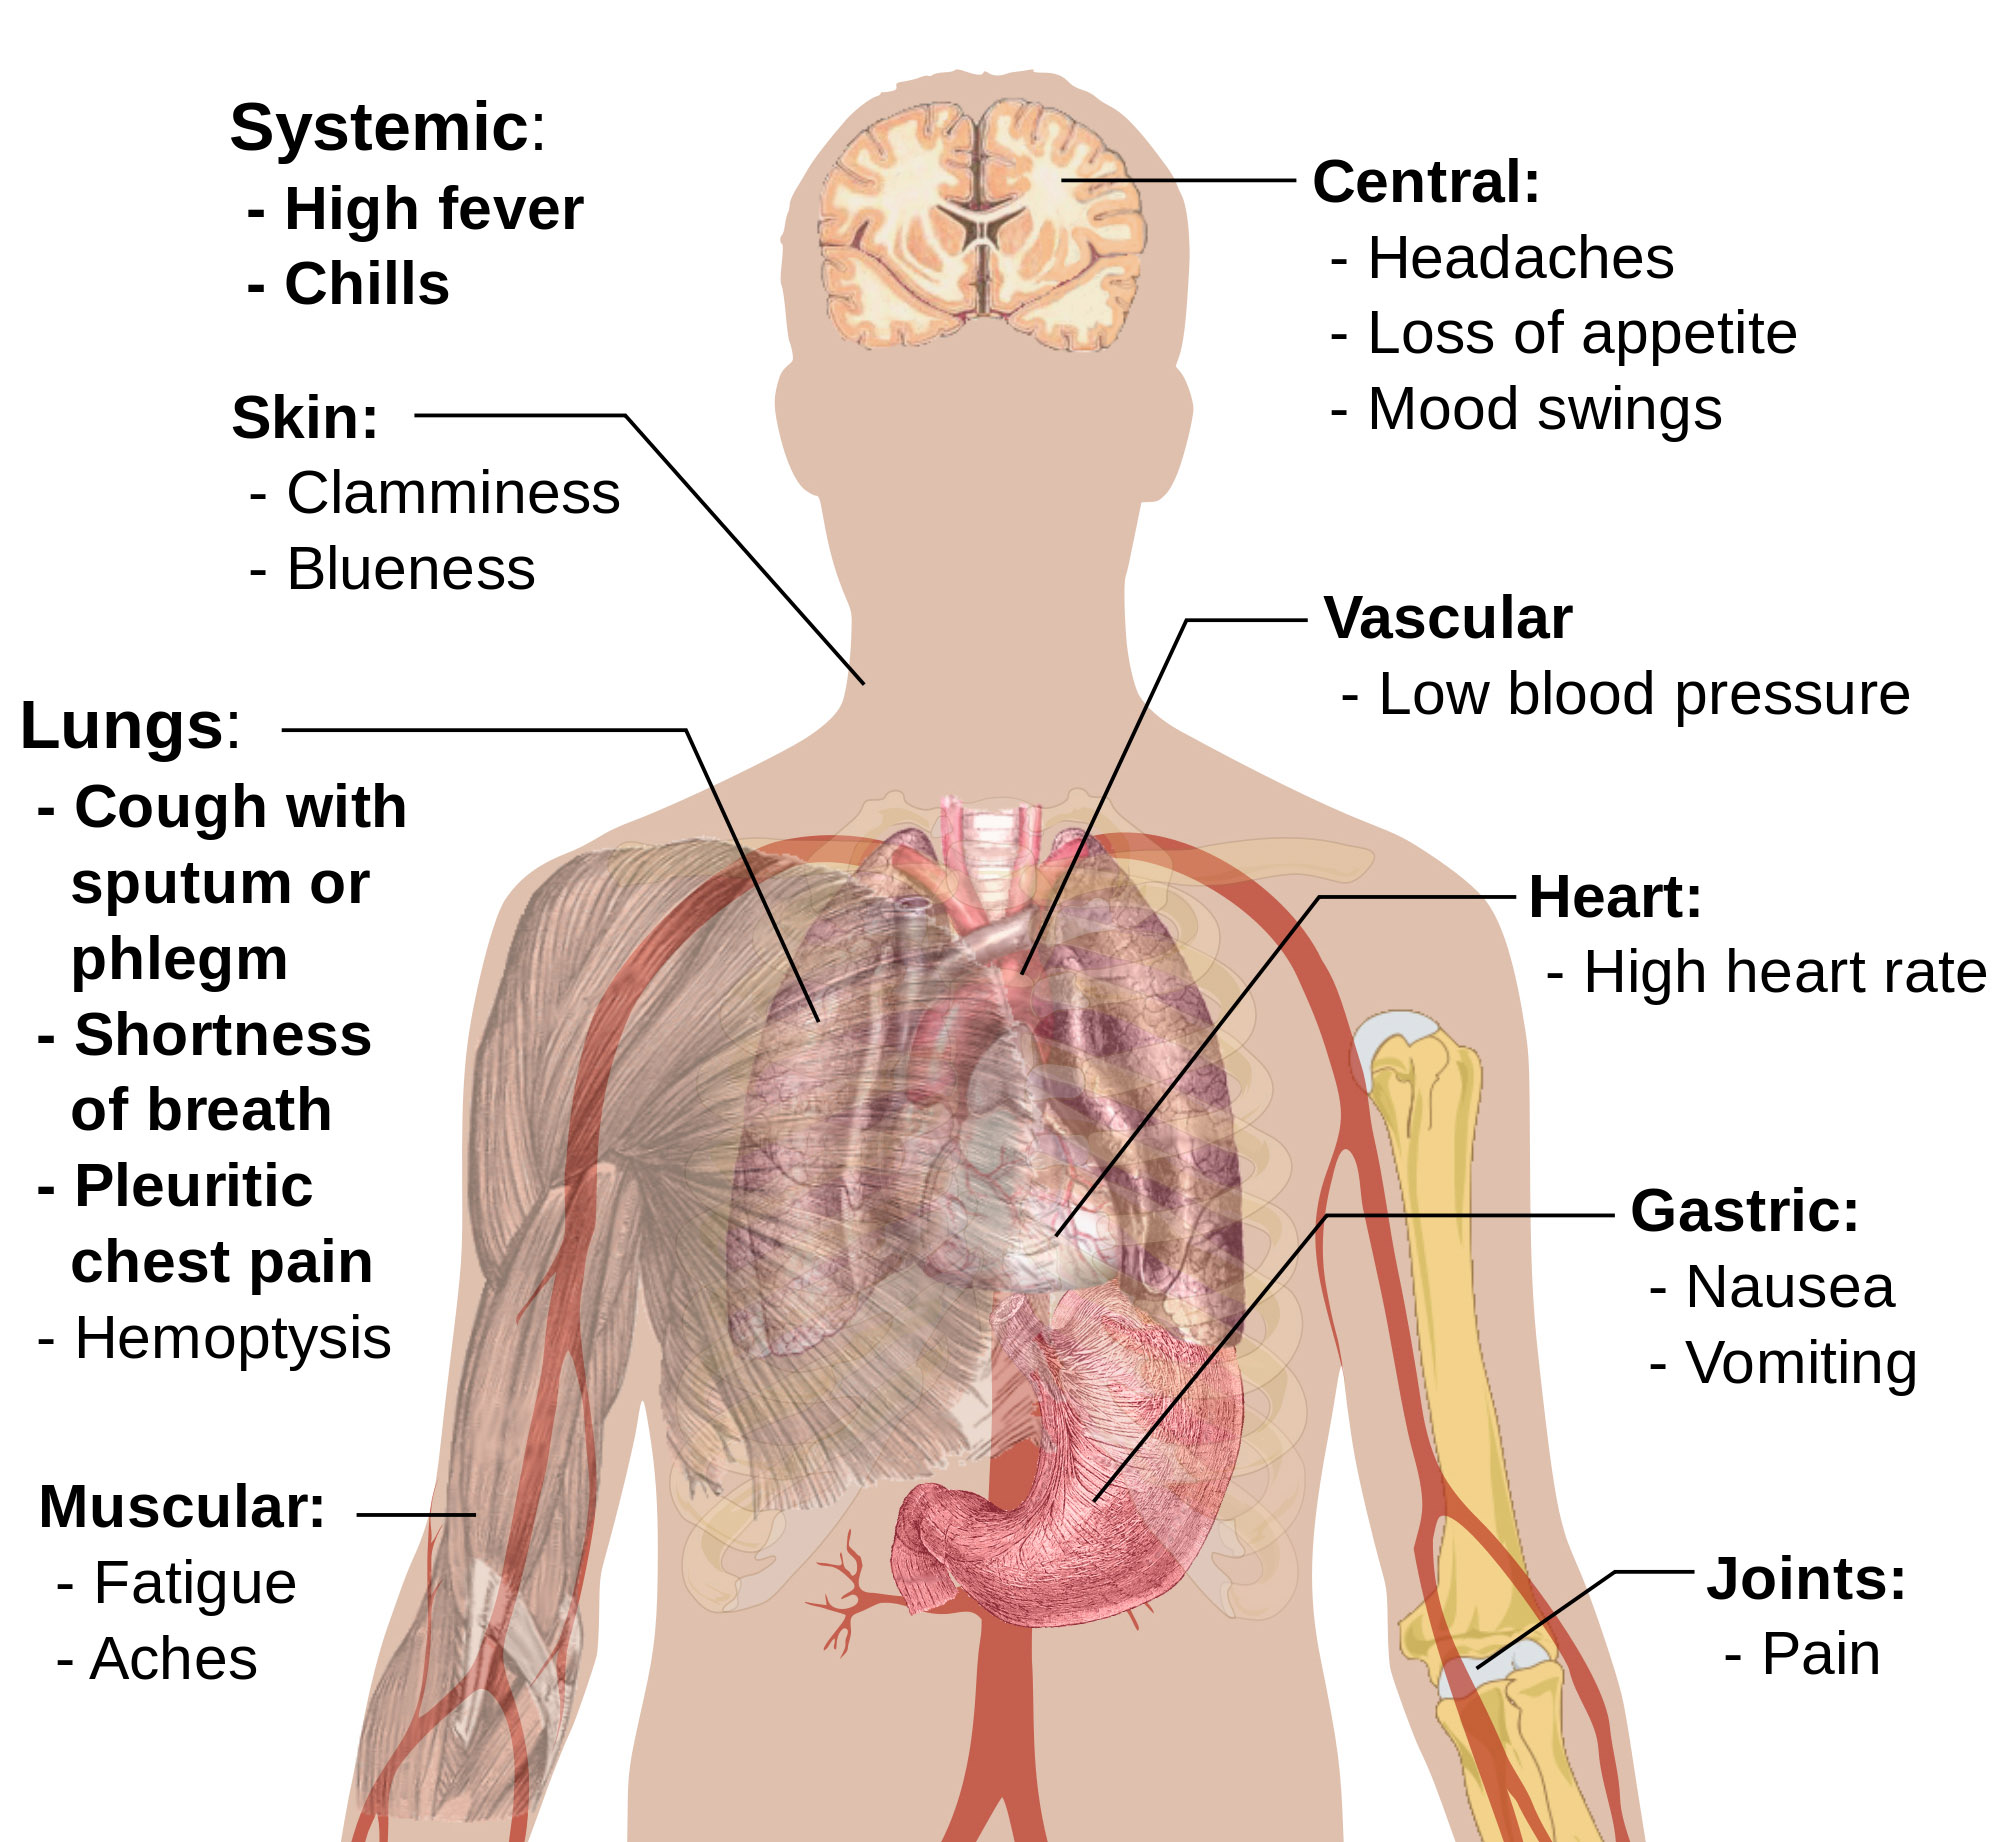 Systemic:
- High fever
- Chills
Skin:
- Clamminess
- Blueness
Lungs:
- Cough with
sputum or
phlegm
- Shortness
of breath
- Pleuritic
chest pain
- Hemoptysis
Muscular:
- Fatigue
- Aches
Central:
- Headaches
- Loss of appetite
- Mood swings
Vascular
- Low blood pressure
Heart:
- High heart rate
Gastric:
- Nausea
- Vomiting
Joints:
- Pain